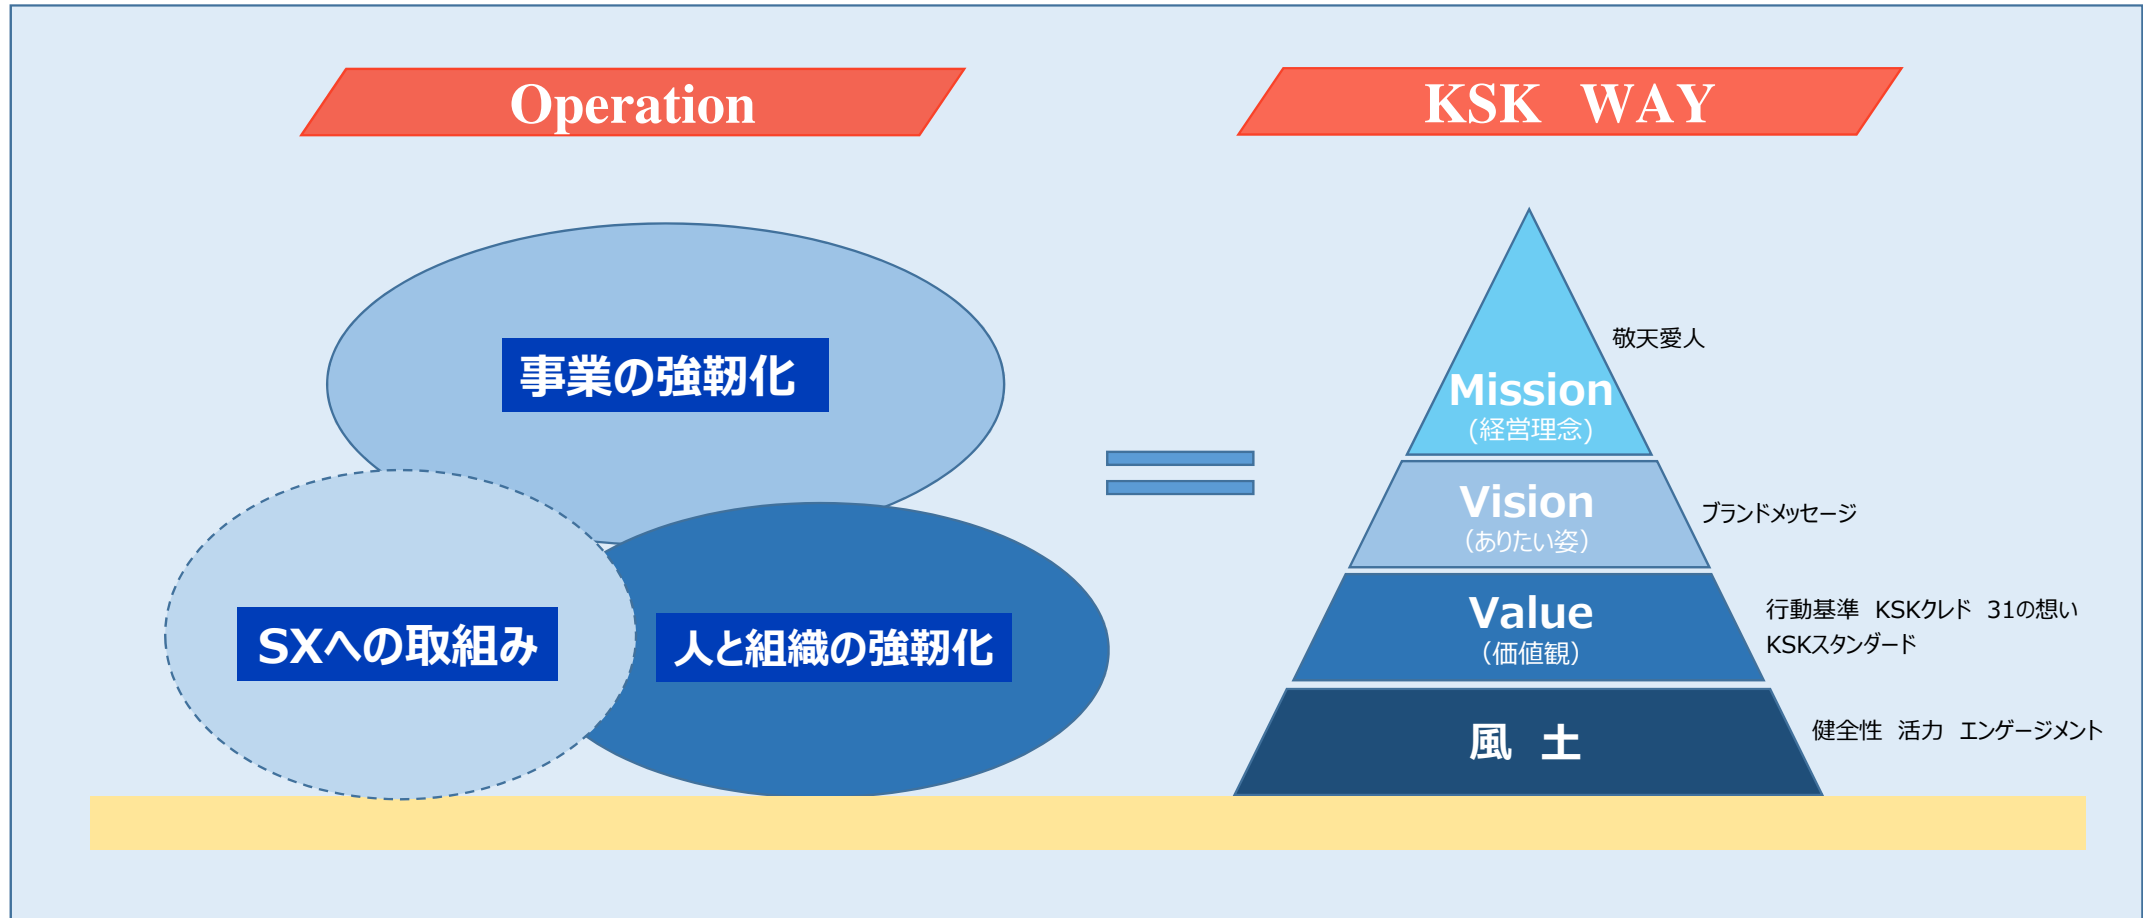 Operation
事業の強靭化
SXへの取組み
人と組織の強靭化
KSK WAY
Mission
(経営理念)
敬天愛人
Vision
(ありたい姿)
ブランドメッセージ
Value
(価値観)
行動基準 KSKクレド 31の想い
KSKスタンダード
風 土
健全性 活力 エンゲージメント